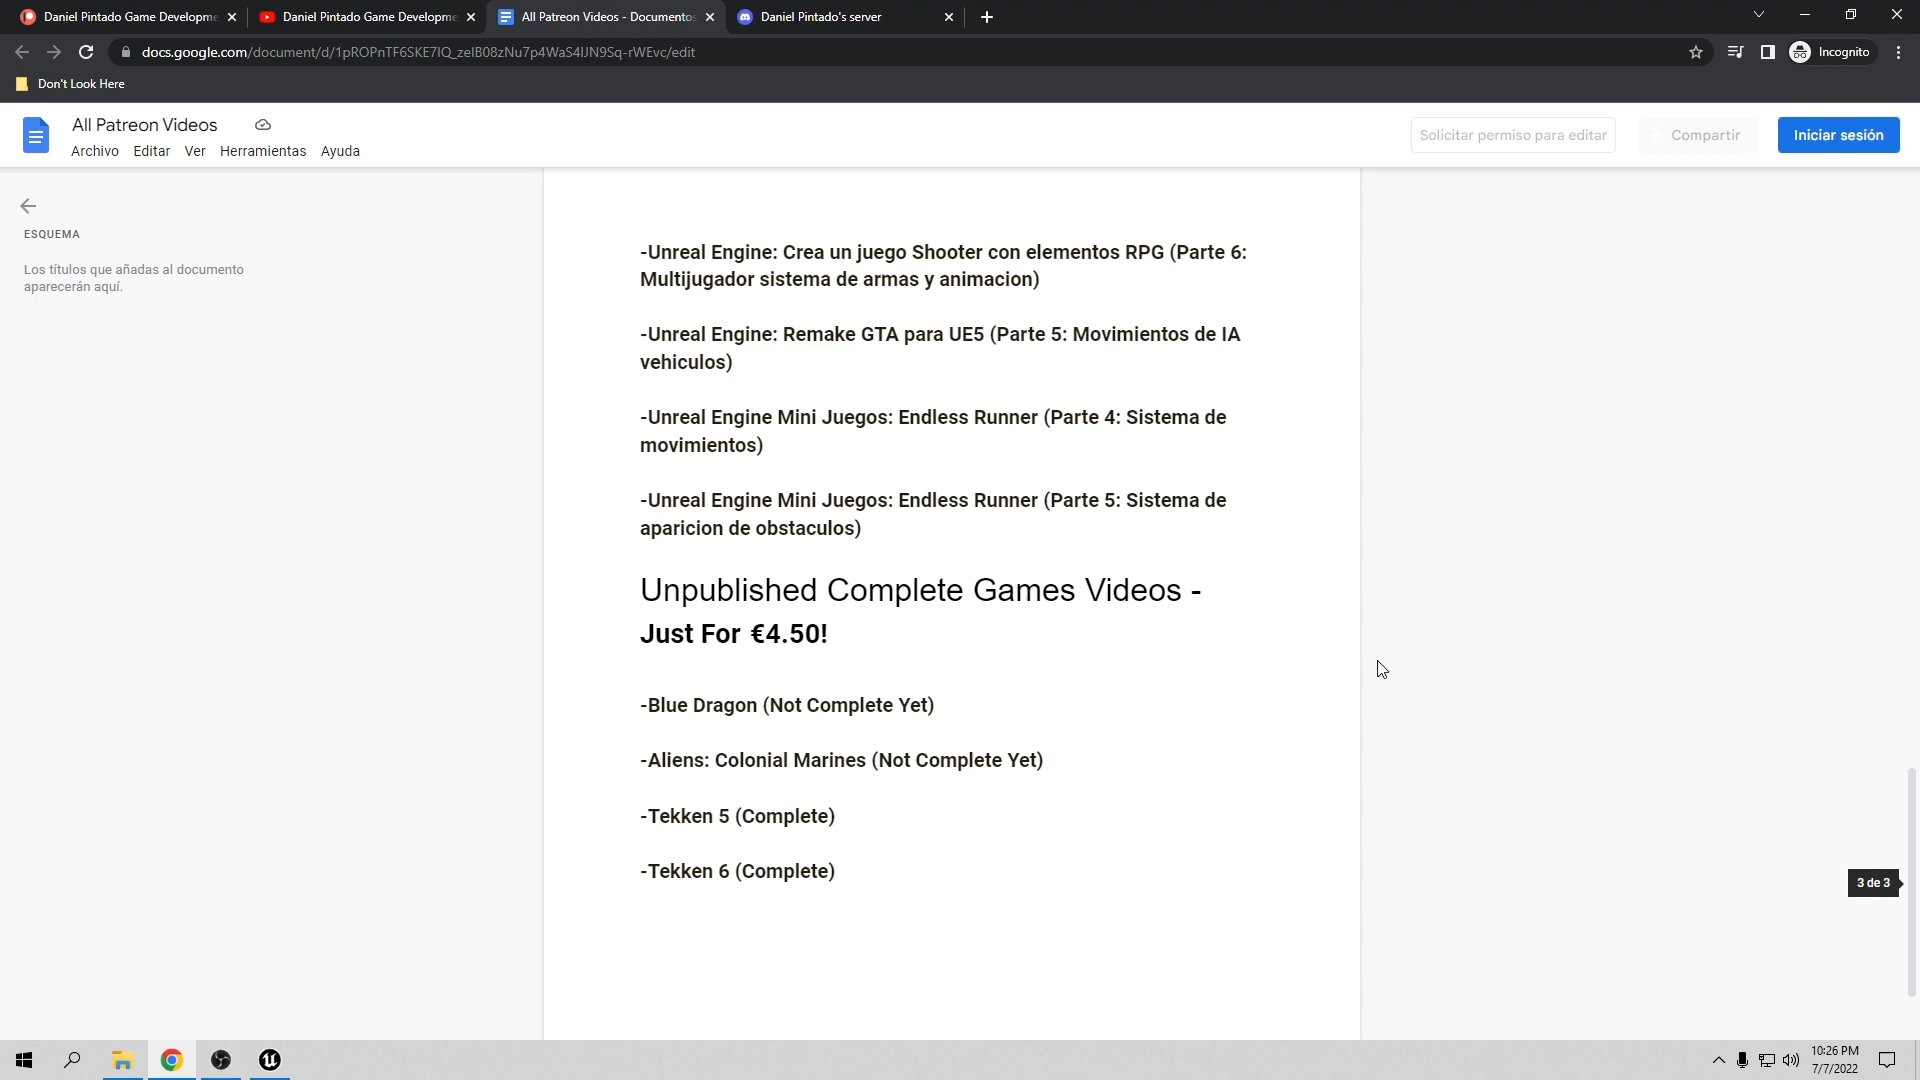 Daniel Pintado Game Developme
Daniel Pintado Game Developme
All Patreon Videos - Documentos
Daniel Pintado's server
docs.google.com/document/d/1pROPnTF6SKE7IQ_zeIB08zNu7p4WaS4IJN9Sq-rWEvc/edit
Incognito
Don't Look Here
All Patreon Videos
Archivo Editar Ver Herramientas Ayuda
Solicitar permiso para editar
Compartir
Iniciar sesión
ESQUEMA
Los títulos que añadas al documento
aparecerán aquí.
-Unreal Engine: Crea un juego Shooter con elementos RPG (Parte 6:
Multijugador sistema de armas y animacion)
-Unreal Engine: Remake GTA para UE5 (Parte 5: Movimientos de IA
vehiculos)
-Unreal Engine Mini Juegos: Endless Runner (Parte 4: Sistema de
movimientos)
-Unreal Engine Mini Juegos: Endless Runner (Parte 5: Sistema de
aparicion de obstaculos)
Unpublished Complete Games Videos -
Just For €4.50!
-Blue Dragon (Not Complete Yet)
-Aliens: Colonial Marines (Not Complete Yet)
-Tekken 5 (Complete)
-Tekken 6 (Complete)
3 de 3
10:26 PM
7/7/2022